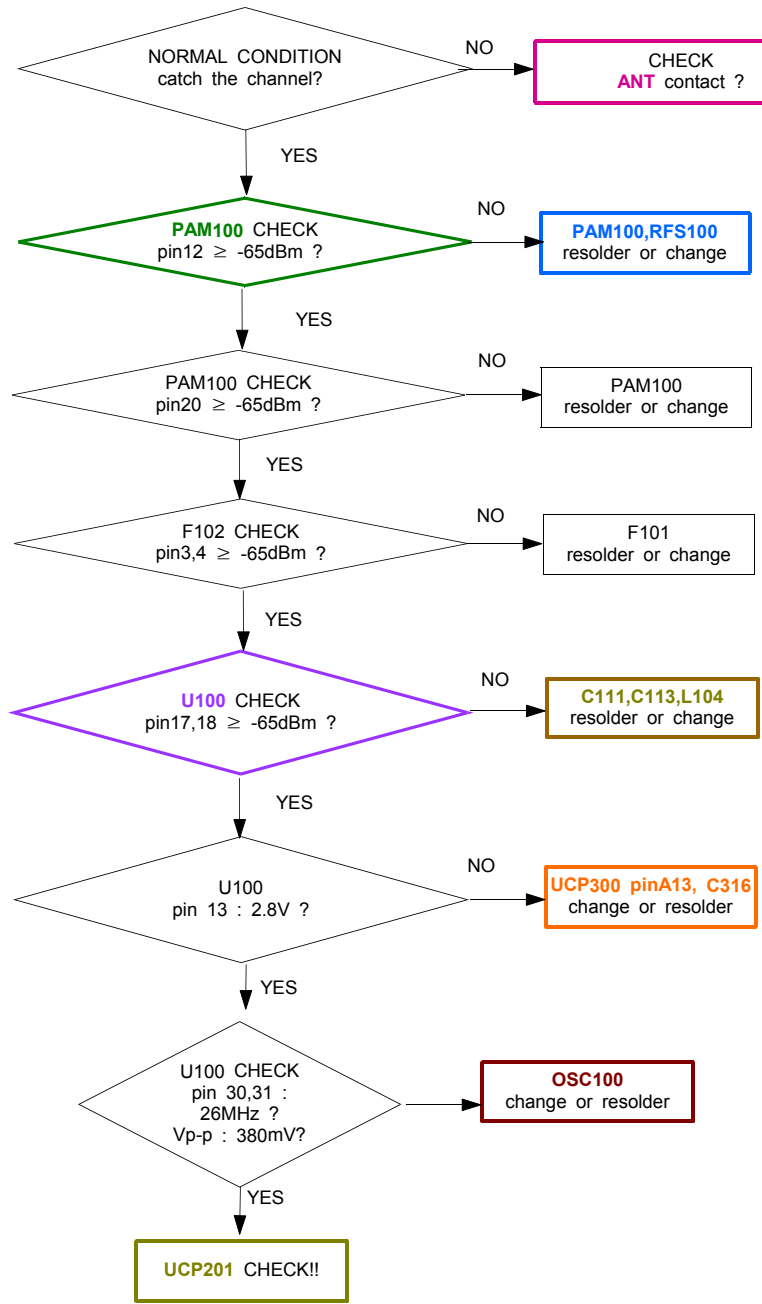 NORMAL CONDITION
catch the channel?
NO
CHECK
ANT contact ?
YES
PAM100 CHECK
pin12 ≥ -65dBm ?
NO
PAM100,RFS100
resolder or change
YES
PAM100 CHECK
pin20 ≥ -65dBm ?
NO
PAM100
resolder or change
YES
F102 CHECK
pin3,4 ≥ -65dBm ?
NO
F101
resolder or change
YES
U100 CHECK
pin17,18 ≥ -65dBm ?
NO
C111,C113,L104
resolder or change
YES
U100
pin 13 : 2.8V ?
NO
UCP300 pinA13, C316
change or resolder
YES
U100 CHECK
pin 30,31 :
26MHz ?
Vp-p : 380mV?
OSC100
change or resolder
YES
UCP201 CHECK!!